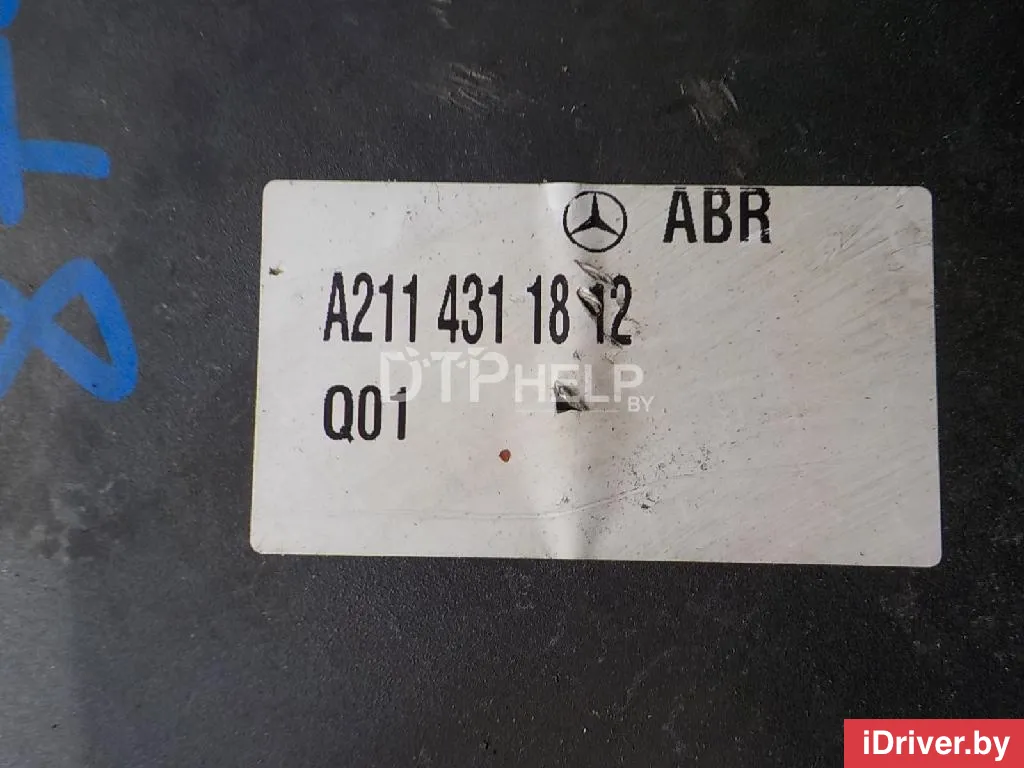 ABR
A211 431 18 12
DTPHELP
BY
Q01
iDriver.by